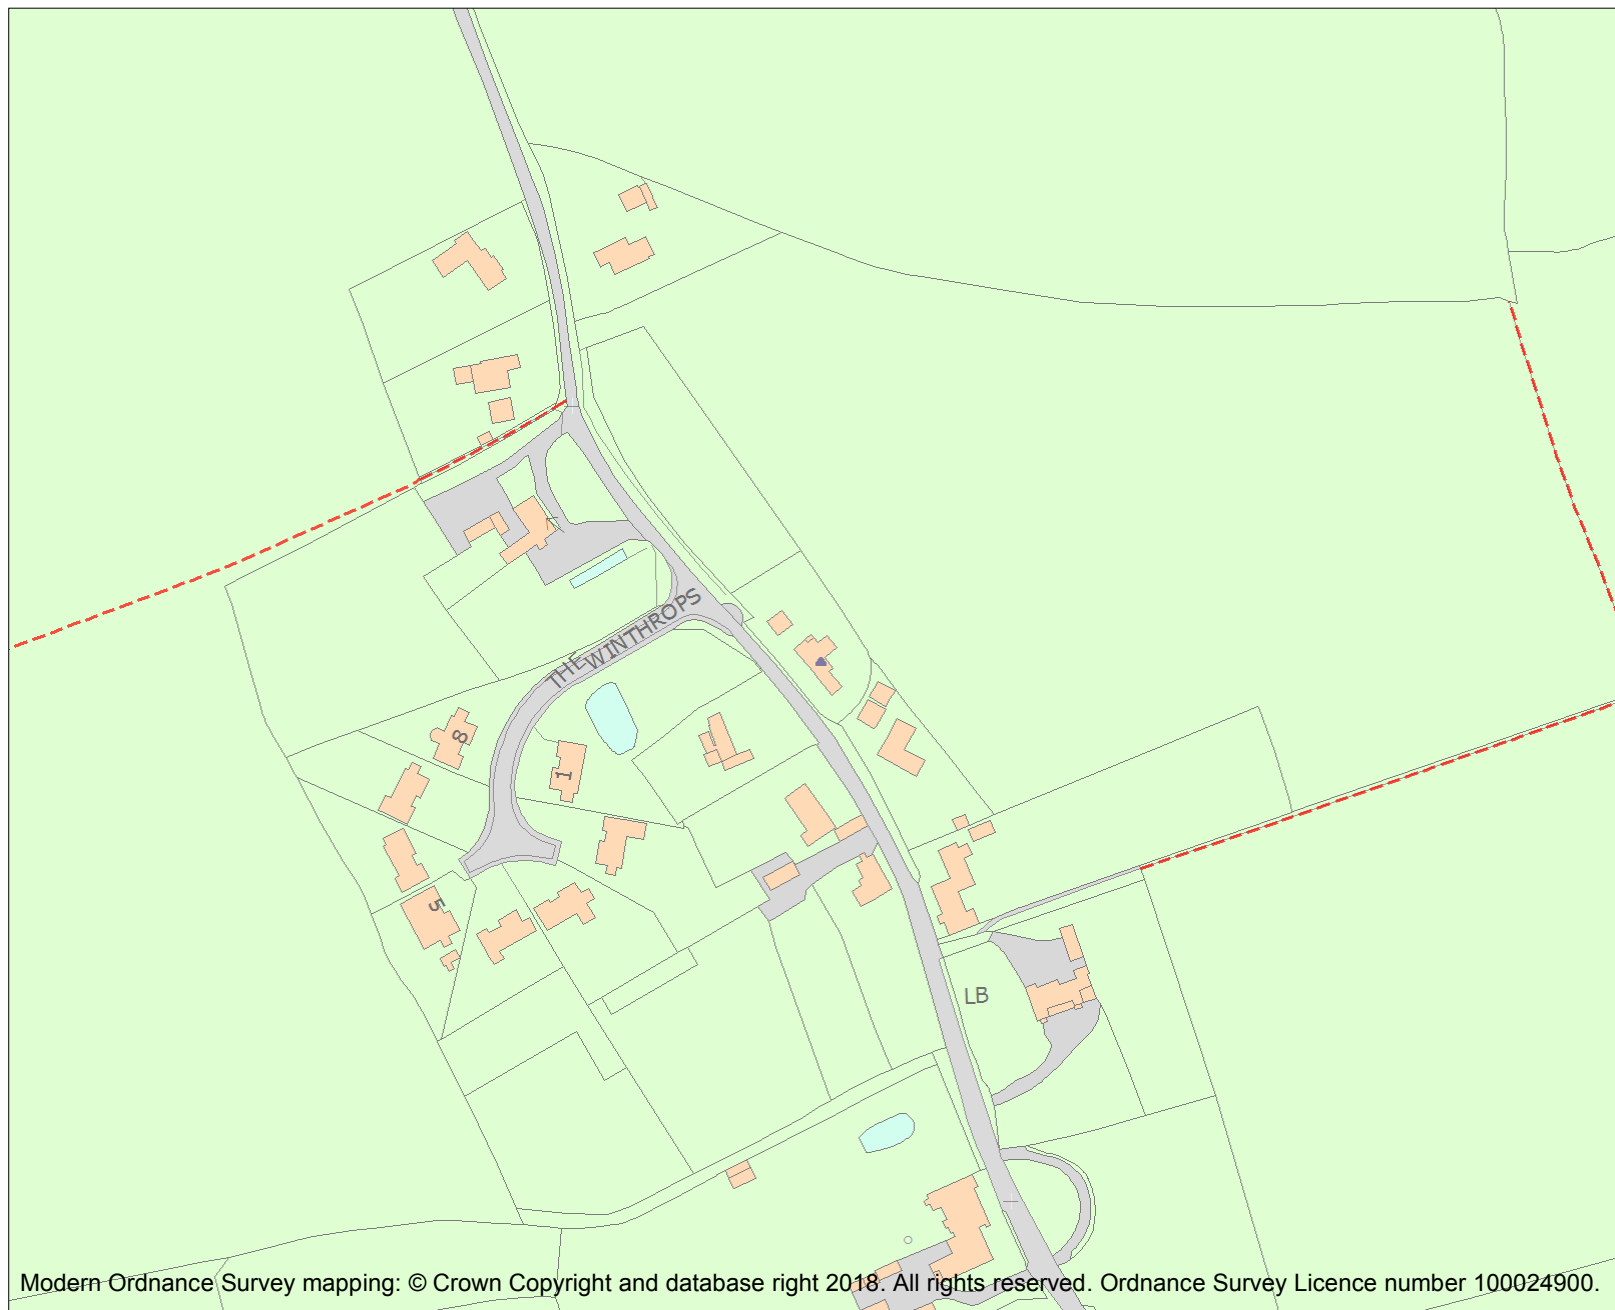 THE WINTHROPS
8
1
5
LB
Modern Ordnance Survey mapping: © Crown Copyright and database right 2018. All rights reserved. Ordnance Survey Licence number 100024900.